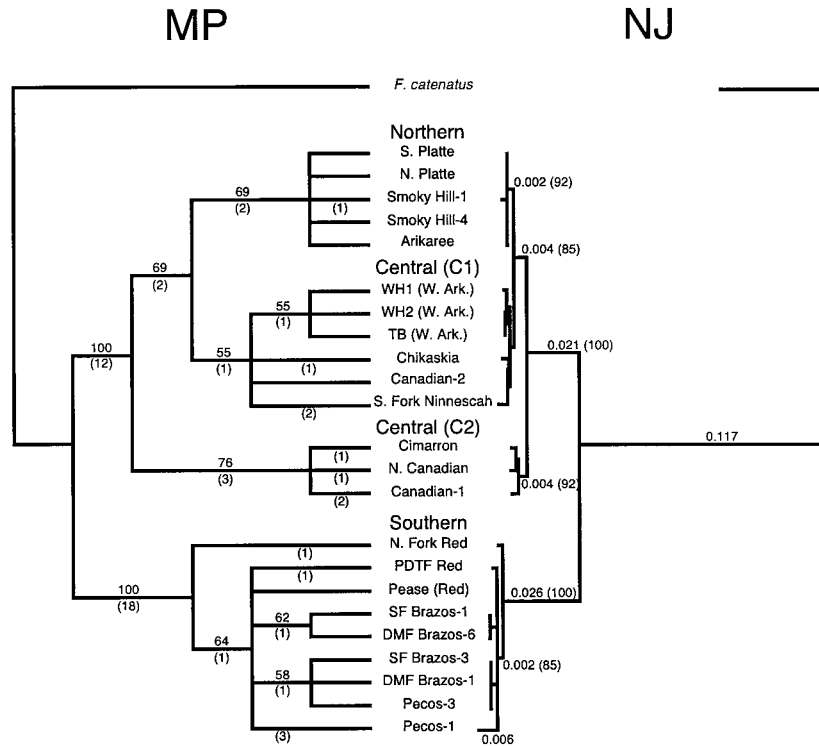 MP NJ
F. catenatus
Northern
S. Platte
0.002 (92)
N. Platte
69
Smoky Hill-1
(2)
(1)
Smoky Hill-4
Arikaree
0.004 (85)
Central (C1)
69
(2)
WH1 (W. Ark.)
55
WH2 (W. Ark.)
(1)
TB (W. Ark.)
100
(12)
55
Chikaskia
0.021 (100)
(1)
(1)
Canadian-2
S. Fork Ninnescah
(2)
Central (C2)
0.117
Cimarron
(1)
76
N. Canadian
(3)
(1)
0.004 (92)
Canadian-1
(2)
Southern
N. Fork Red
(1)
PDTF Red
(1)
100
Pease (Red)
0.026 (100)
(18)
62
SF Brazos-1
(1)
DMF Brazos-6
64
(1)
SF Brazos-3
0.002 (85)
58
DMF Brazos-1
(1)
Pecos-3
Pecos-1
(3)
0.006